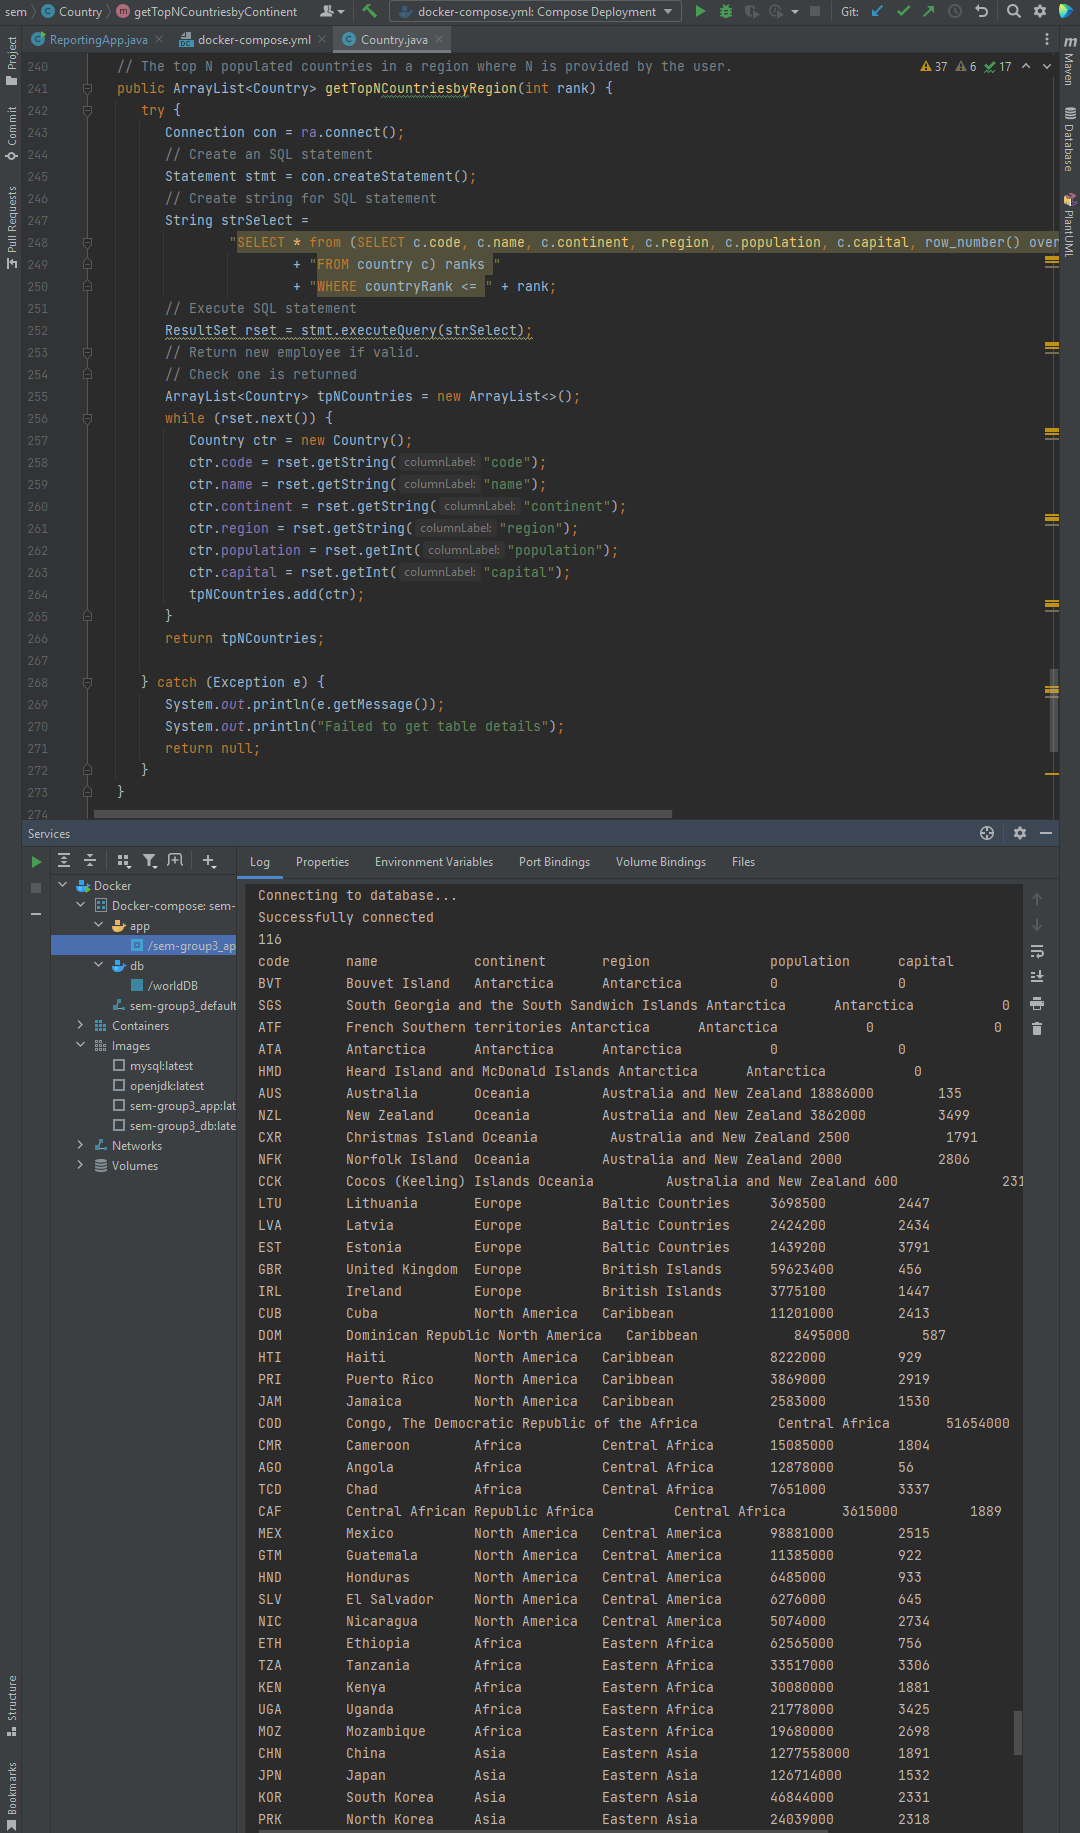 sem Country getTopNCountriesbyContinent docker-compose.yml: Compose Deployment Git:
ReportingApp.java docker-compose.yml Country.java
Project
Commit
Pull Requests
Structure
Bookmarks
Maven
Database
PlantUML
37 6 17
240 // The top N populated countries in a region where N is provided by the user.
241 public ArrayList<Country> getTopNCountriesbyRegion(int rank) {
242 try {
243 Connection con = ra.connect();
244 // Create an SQL statement
245 Statement stmt = con.createStatement();
246 // Create string for SQL statement
247 String strSelect =
248 "SELECT * from (SELECT c.code, c.name, c.continent, c.region, c.population, c.capital, row_number() over
249 + "FROM country c) ranks "
250 + "WHERE countryRank <= " + rank;
251 // Execute SQL statement
252 ResultSet rset = stmt.executeQuery(strSelect);
253 // Return new employee if valid.
254 // Check one is returned
255 ArrayList<Country> tpNCountries = new ArrayList<>();
256 while (rset.next()) {
257 Country ctr = new Country();
258 ctr.code = rset.getString( columnLabel: "code");
259 ctr.name = rset.getString( columnLabel: "name");
260 ctr.continent = rset.getString( columnLabel: "continent");
261 ctr.region = rset.getString( columnLabel: "region");
262 ctr.population = rset.getInt( columnLabel: "population");
263 ctr.capital = rset.getInt( columnLabel: "capital");
264 tpNCountries.add(ctr);
265 }
266 return tpNCountries;
267
268 } catch (Exception e) {
269 System.out.println(e.getMessage());
270 System.out.println("Failed to get table details");
271 return null;
272 }
273 }
274
Services
Docker
Docker-compose: sem-
app
/sem-group3_ap
db
/worldDB
sem-group3_default
Containers
Images
mysql:latest
openjdk:latest
sem-group3_app:lat
sem-group3_db:late
Networks
Volumes
Log Properties Environment Variables Port Bindings Volume Bindings Files
Connecting to database...
Successfully connected
116
code name continent region population capital
BVT Bouvet Island Antarctica Antarctica 0 0
SGS South Georgia and the South Sandwich Islands Antarctica Antarctica 0
ATF French Southern territories Antarctica Antarctica 0 0
ATA Antarctica Antarctica Antarctica 0 0
HMD Heard Island and McDonald Islands Antarctica Antarctica 0
AUS Australia Oceania Australia and New Zealand 18886000 135
NZL New Zealand Oceania Australia and New Zealand 3862000 3499
CXR Christmas Island Oceania Australia and New Zealand 2500 1791
NFK Norfolk Island Oceania Australia and New Zealand 2000 2806
CCK Cocos (Keeling) Islands Oceania Australia and New Zealand 600 231
LTU Lithuania Europe Baltic Countries 3698500 2447
LVA Latvia Europe Baltic Countries 2424200 2434
EST Estonia Europe Baltic Countries 1439200 3791
GBR United Kingdom Europe British Islands 59623400 456
IRL Ireland Europe British Islands 3775100 1447
CUB Cuba North America Caribbean 11201000 2413
DOM Dominican Republic North America Caribbean 8495000 587
HTI Haiti North America Caribbean 8222000 929
PRI Puerto Rico North America Caribbean 3869000 2919
JAM Jamaica North America Caribbean 2583000 1530
COD Congo, The Democratic Republic of the Africa Central Africa 51654000
CMR Cameroon Africa Central Africa 15085000 1804
AGO Angola Africa Central Africa 12878000 56
TCD Chad Africa Central Africa 7651000 3337
CAF Central African Republic Africa Central Africa 3615000 1889
MEX Mexico North America Central America 98881000 2515
GTM Guatemala North America Central America 11385000 922
HND Honduras North America Central America 6485000 933
SLV El Salvador North America Central America 6276000 645
NIC Nicaragua North America Central America 5074000 2734
ETH Ethiopia Africa Eastern Africa 62565000 756
TZA Tanzania Africa Eastern Africa 33517000 3306
KEN Kenya Africa Eastern Africa 30080000 1881
UGA Uganda Africa Eastern Africa 21778000 3425
MOZ Mozambique Africa Eastern Africa 19680000 2698
CHN China Asia Eastern Asia 1277558000 1891
JPN Japan Asia Eastern Asia 126714000 1532
KOR South Korea Asia Eastern Asia 46844000 2331
PRK North Korea Asia Eastern Asia 24039000 2318